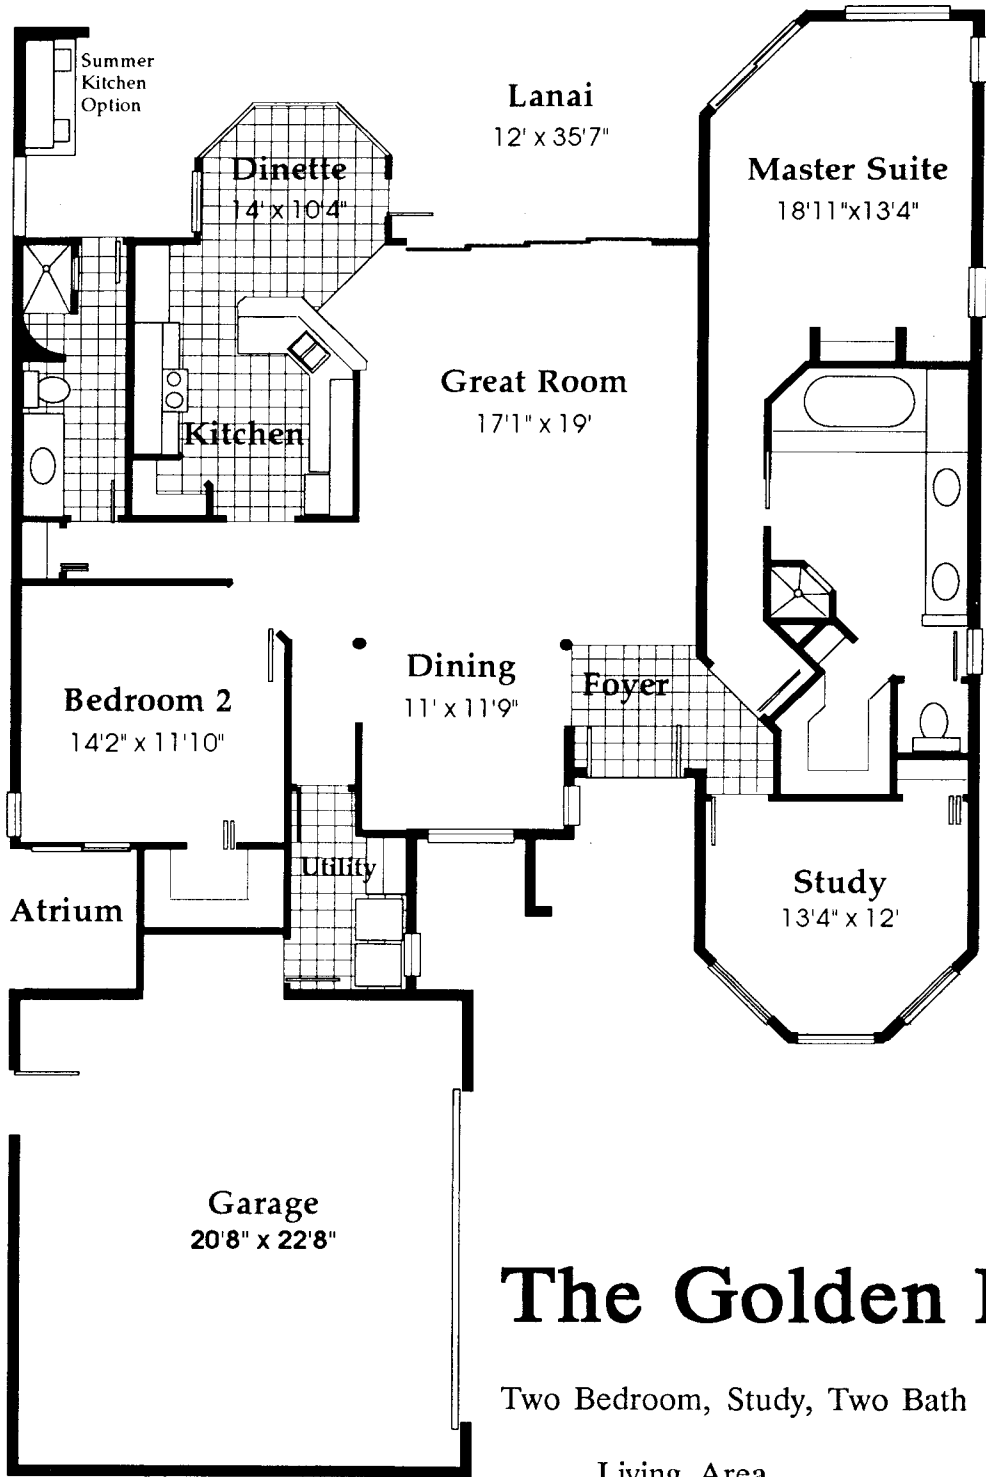 Summer
Kitchen
Option
Lanai
12' x 35'7"
Dinette
14' x 10'4"
Master Suite
18'11"x13'4"
Great Room
17'1" x 19'
Kitchen
Dining
11' x 11'9"
Foyer
Bedroom 2
14'2" x 11'10"
Utility
Atrium
Study
13'4" x 12'
Garage
20'8" x 22'8"
The Golden
Two Bedroom, Study, Two Bath
Living Area